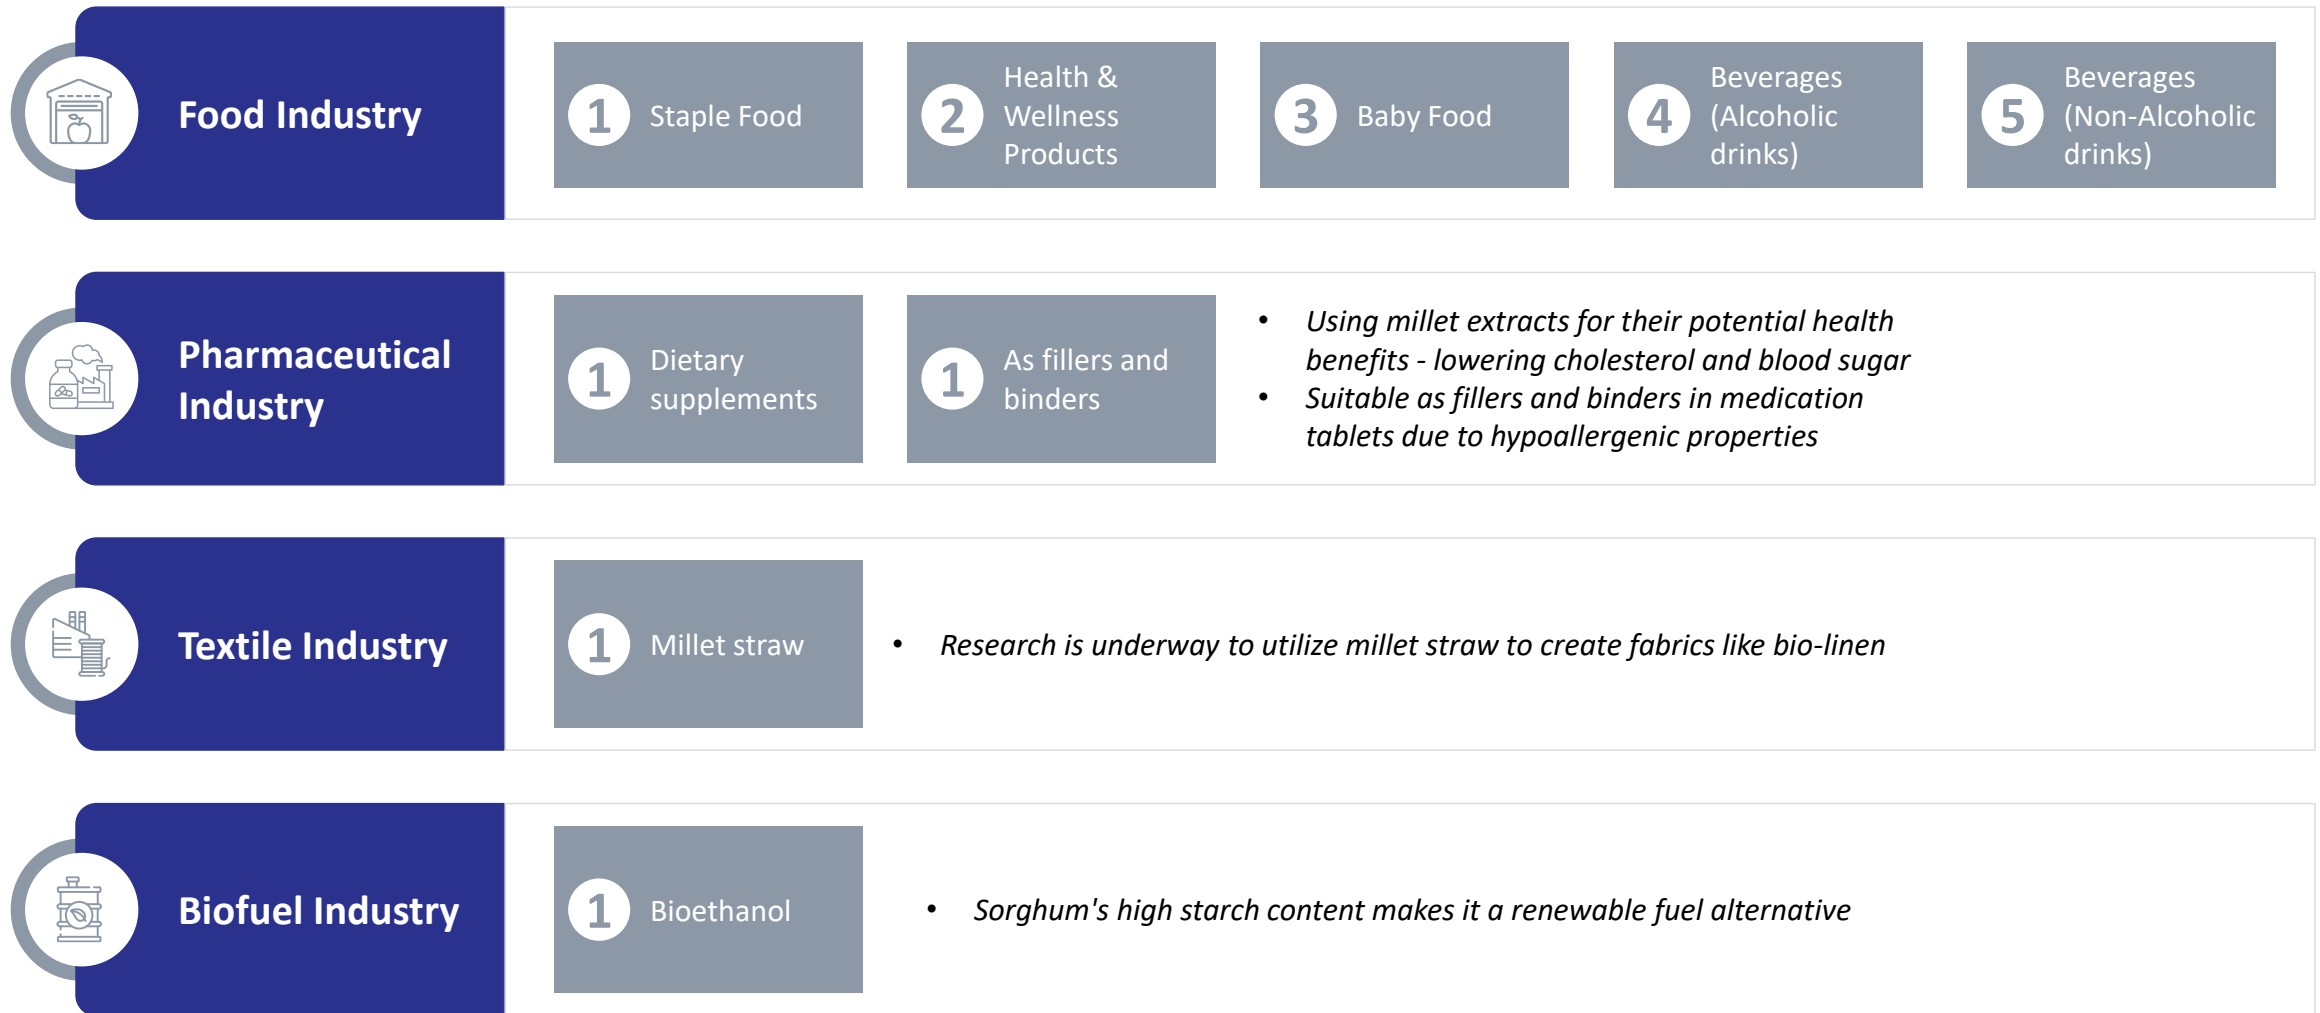 Food Industry
1
Staple Food
2
Health &
Wellness
Products
3
Baby Food
4
Beverages
(Alcoholic
drinks)
5
Beverages
(Non-Alcoholic
drinks)
Pharmaceutical
Industry
1
Dietary
supplements
1
As fillers and
binders
• Using millet extracts for their potential health
benefits - lowering cholesterol and blood sugar
• Suitable as fillers and binders in medication
tablets due to hypoallergenic properties
Textile Industry
1
Millet straw
• Research is underway to utilize millet straw to create fabrics like bio-linen
Biofuel Industry
1
Bioethanol
• Sorghum's high starch content makes it a renewable fuel alternative